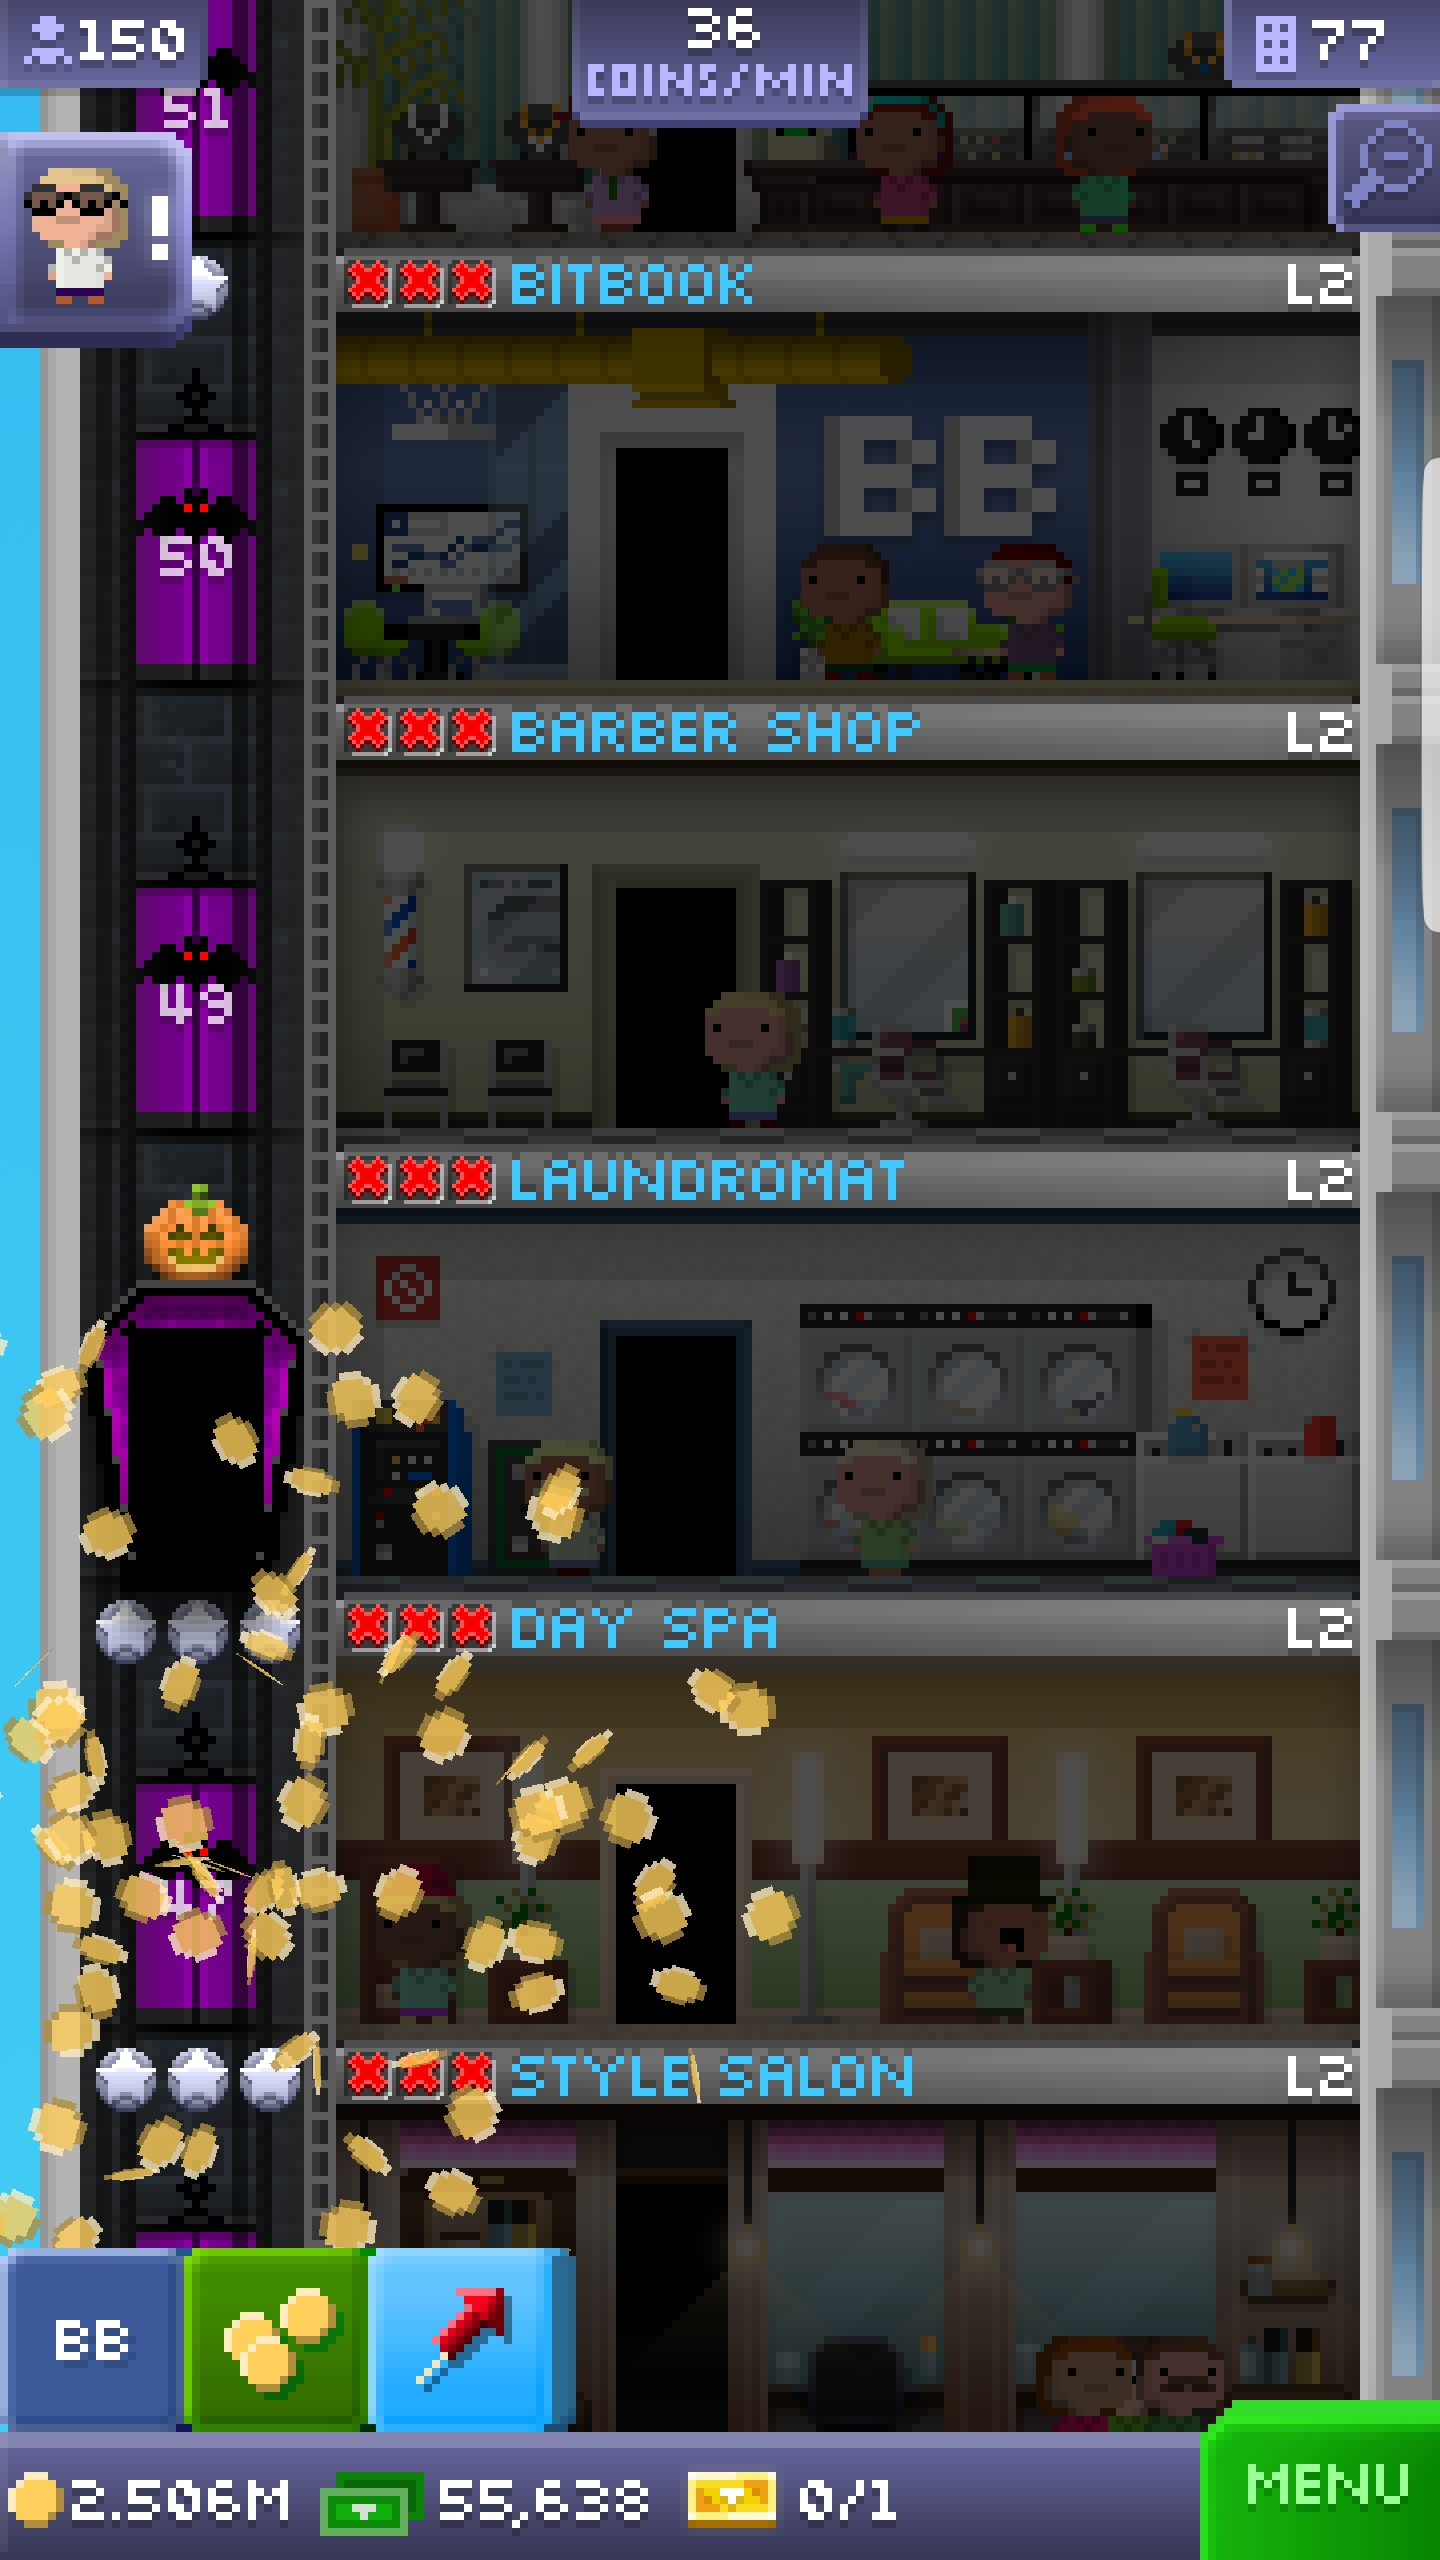 150
36
COINS/MIN
77
51
!
BITBOOK L2
BB
50
BARBER SHOP L2
49
LAUNDROMAT L2
DAY SPA L2
47
STYLE SALON L2
BB
2.506M 55,638 0/1
MENU